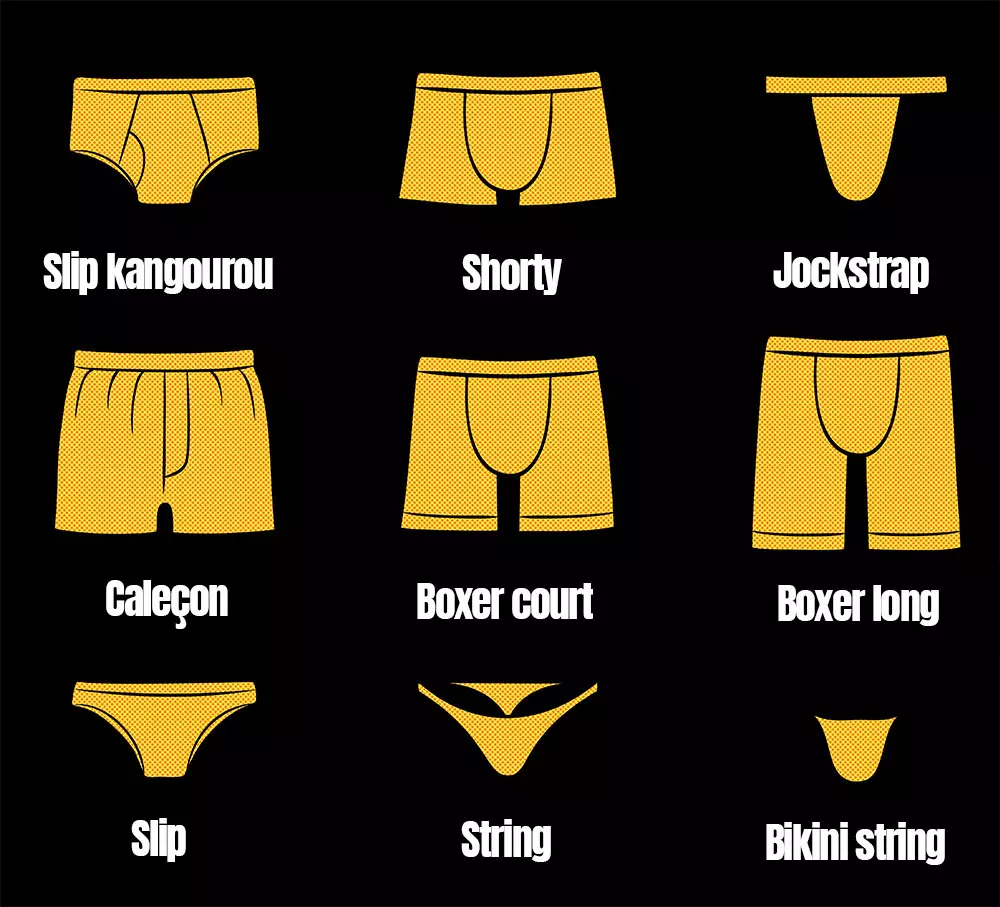 Slip kangourou
Shorty
Jockstrap
Caleçon
Boxer court
Boxer long
Slip
String
Bikini string